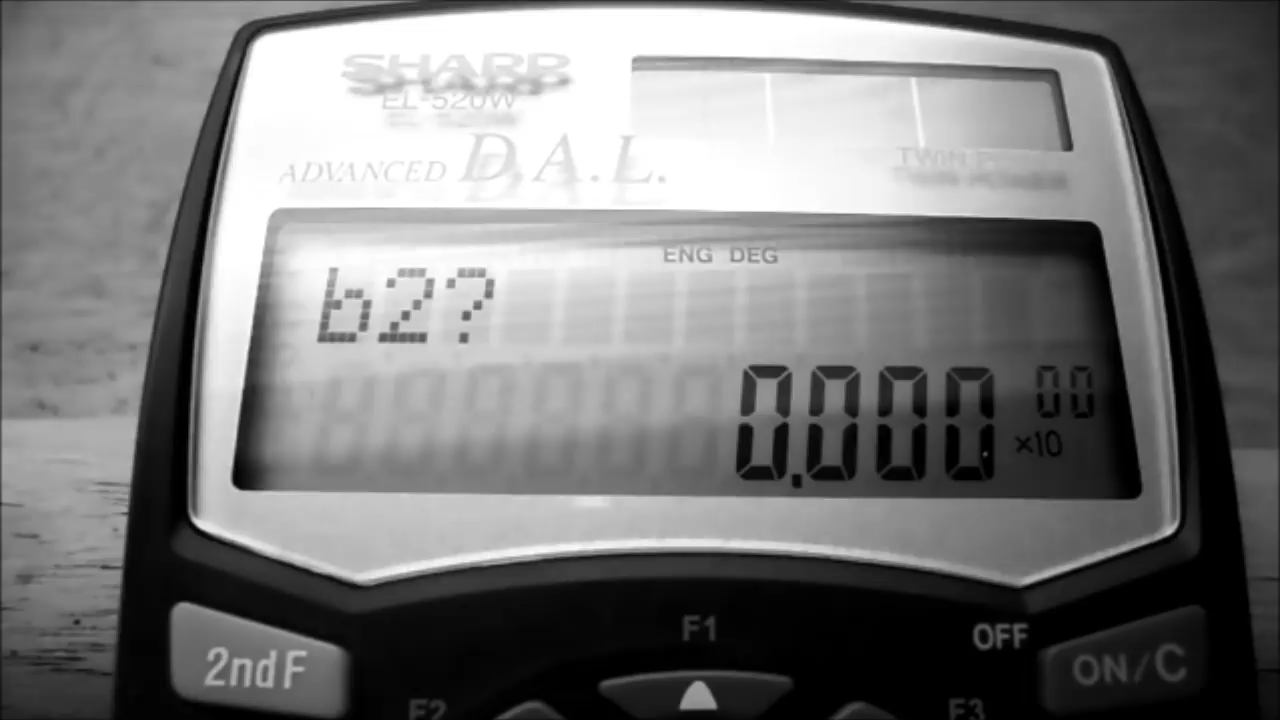 SHARP
EL-520W
ADVANCED D.A.L.
TWIN POWER
ENG DEG
b2?
0.000 ×10 00
F1
OFF
2ndF
ON/C
F2
F3